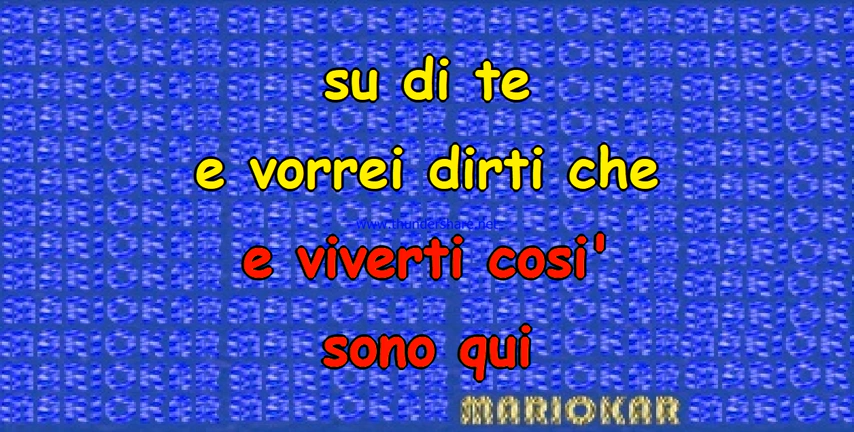 su di te
e vorrei dirti che
www.thundershare.net
e viverti cosi'
sono qui
MARIOKAR